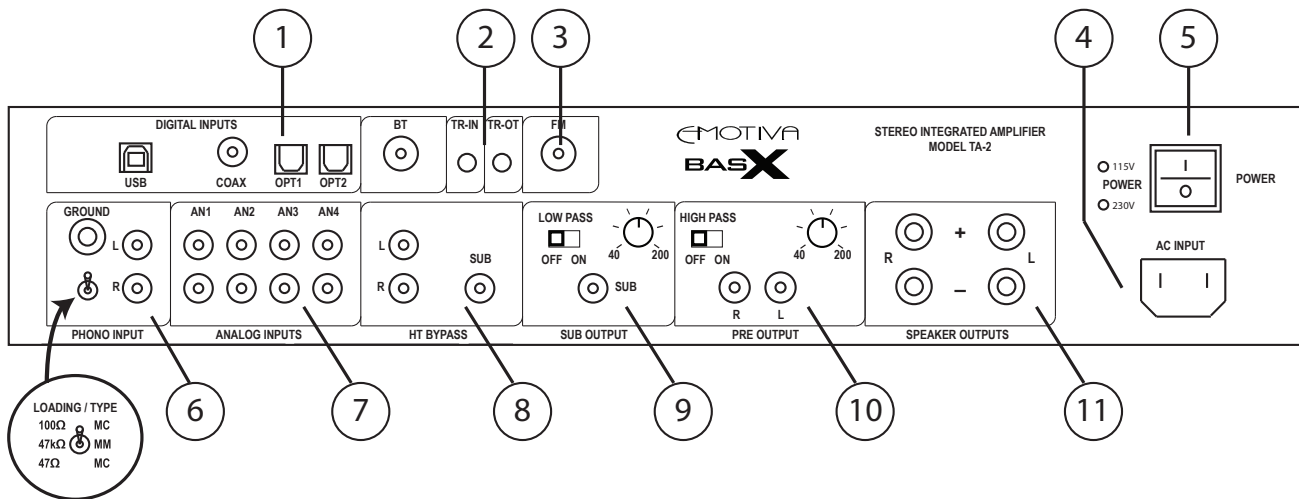 1 2 3 4 5
DIGITAL INPUTS BT TR-IN TR-OT FM
EMOTIVA
BASX
STEREO INTEGRATED AMPLIFIER
MODEL TA-2
USB COAX OPT1 OPT2
115V
POWER
230V
I
O
POWER
GROUND
L
R
PHONO INPUT
AN1 AN2 AN3 AN4
ANALOG INPUTS
L
R
SUB
HT BYPASS
LOW PASS
OFF ON
40 200
SUB
SUB OUTPUT
HIGH PASS
OFF ON
40 200
R L
PRE OUTPUT
R + L
–
SPEAKER OUTPUTS
AC INPUT
6 7 8 9 10 11
LOADING / TYPE
100Ω MC
47kΩ MM
47Ω MC